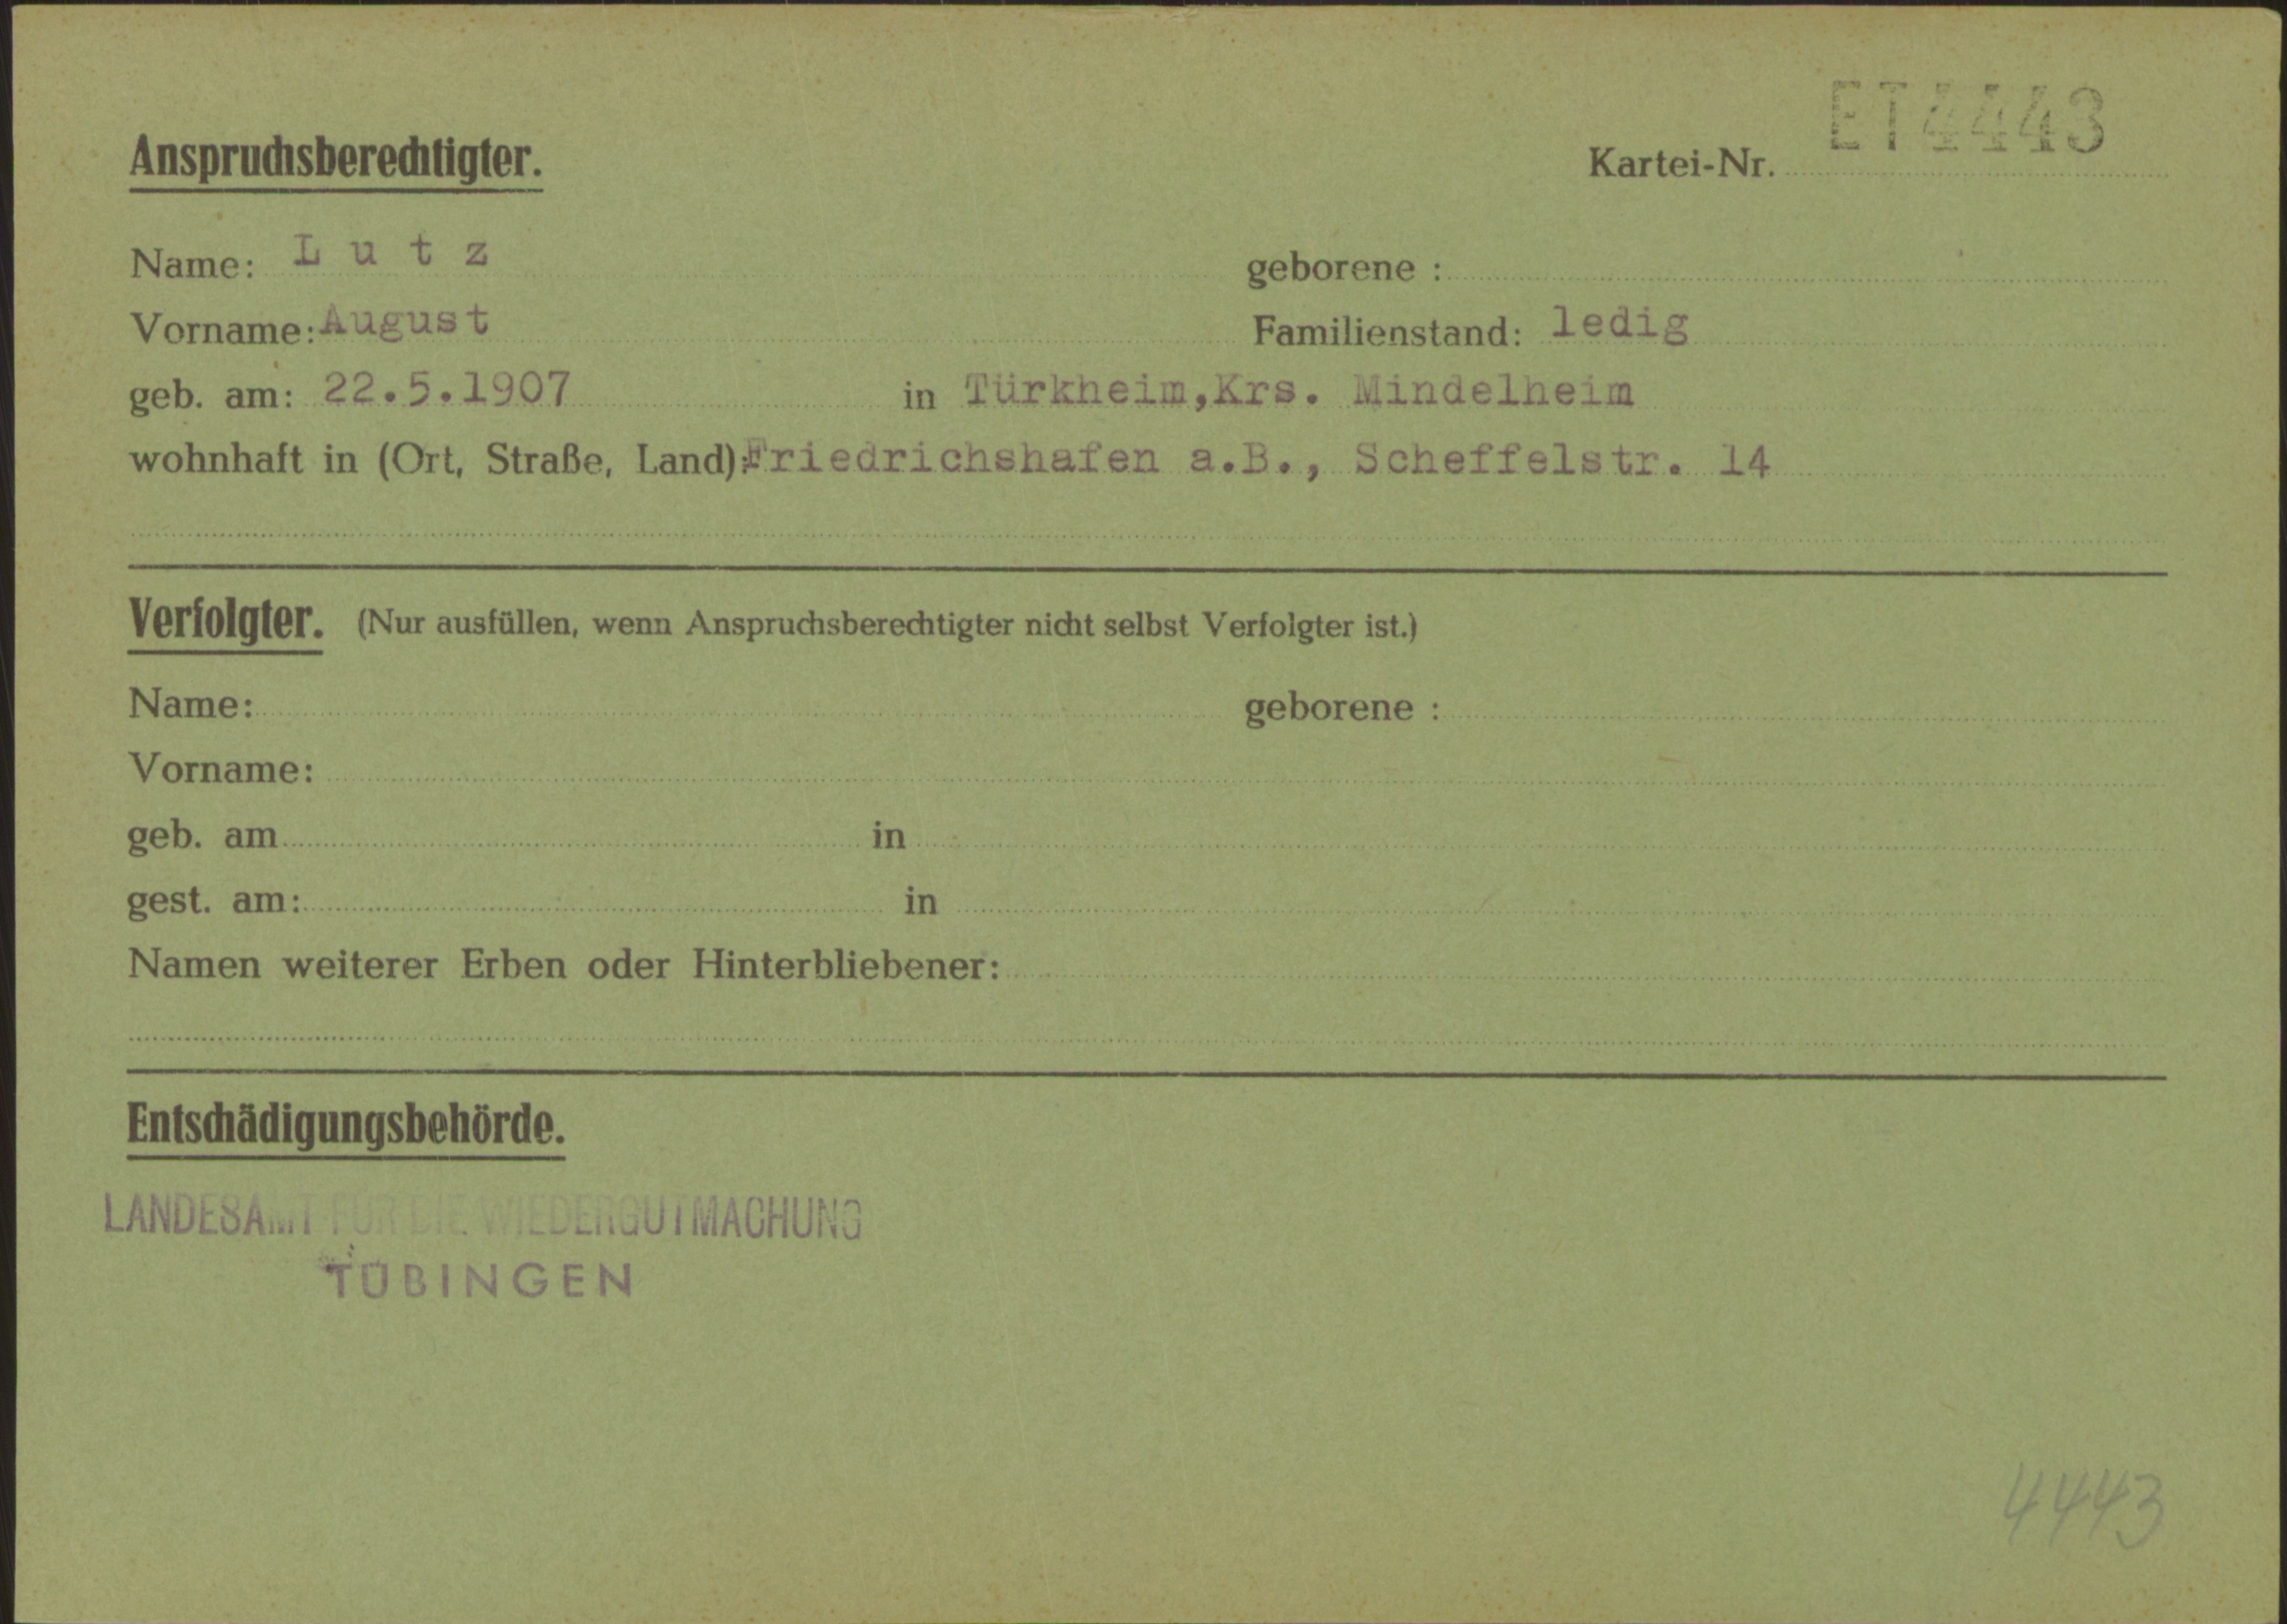 Anspruchsberechtigter.
Kartei-Nr. ET4443
Name: Lutz geborene :
Vorname: August Familienstand: ledig
geb. am: 22.5.1907 in Türkheim,Krs. Mindelheim
wohnhaft in (Ort, Straße, Land): Friedrichshafen a.B., Scheffelstr. 14
Verfolgter. (Nur ausfüllen, wenn Anspruchsberechtigter nicht selbst Verfolgter ist.)
Name: geborene :
Vorname:
geb. am in
gest. am: in
Namen weiterer Erben oder Hinterbliebener:
Entschädigungsbehörde.
LANDESAMT FÜR DIE WIEDERGUTMACHUNG
TÜBINGEN
4443